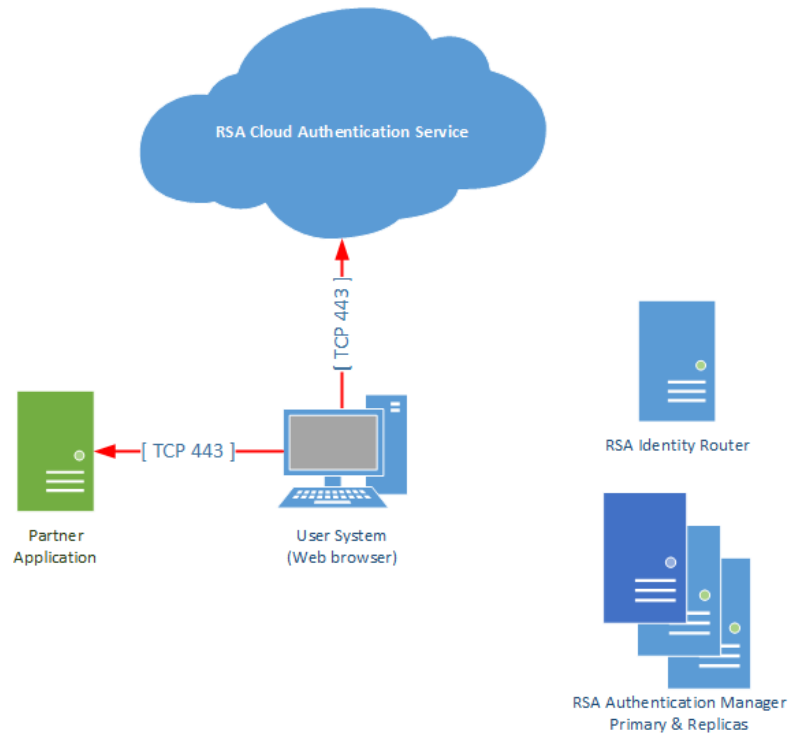 RSA Cloud Authentication Service
[ TCP 443 ]
[ TCP 443 ]
RSA Identity Router
Partner
Application
User System
(Web browser)
RSA Authentication Manager
Primary & Replicas